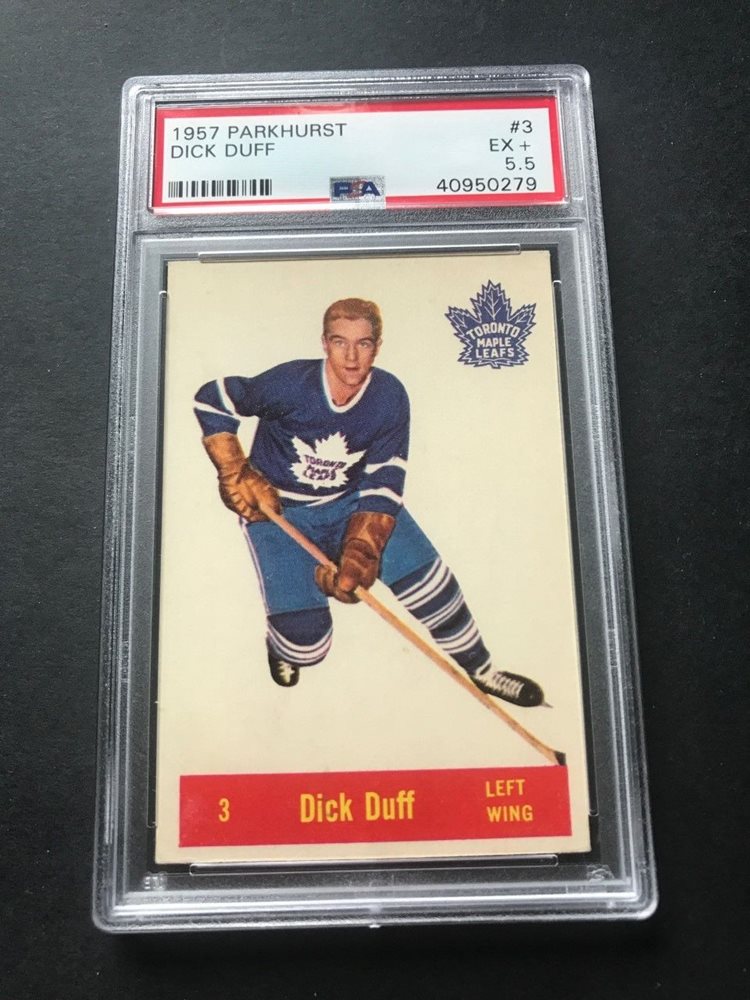 1957 PARKHURST #3
DICK DUFF EX +
5.5
PSA 40950279
TORONTO
MAPLE
LEAFS
TORONTO
MAPLE
LEAFS
3 Dick Duff LEFT
WING